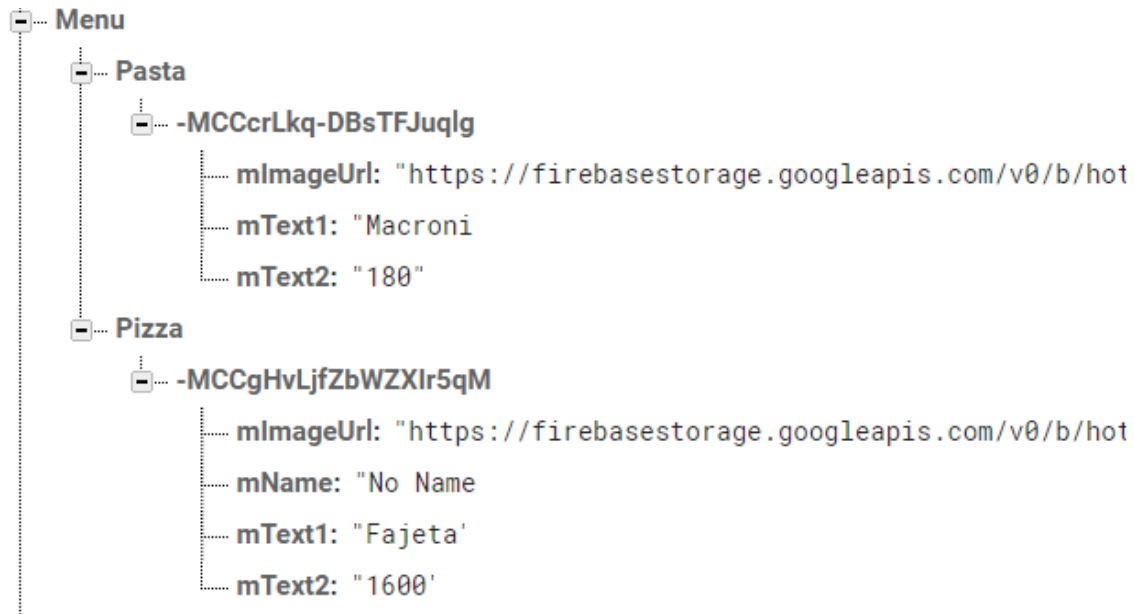 Menu
Pasta
-MCCcrLkq-DBsTFJuqlg
mImageUrl: "https://firebasestorage.googleapis.com/v0/b/hot
mText1: "Macroni
mText2: "180"
Pizza
-MCCgHvLjfZbWZXIr5qM
mImageUrl: "https://firebasestorage.googleapis.com/v0/b/hot
mName: "No Name
mText1: "Fajeta'
mText2: "1600'